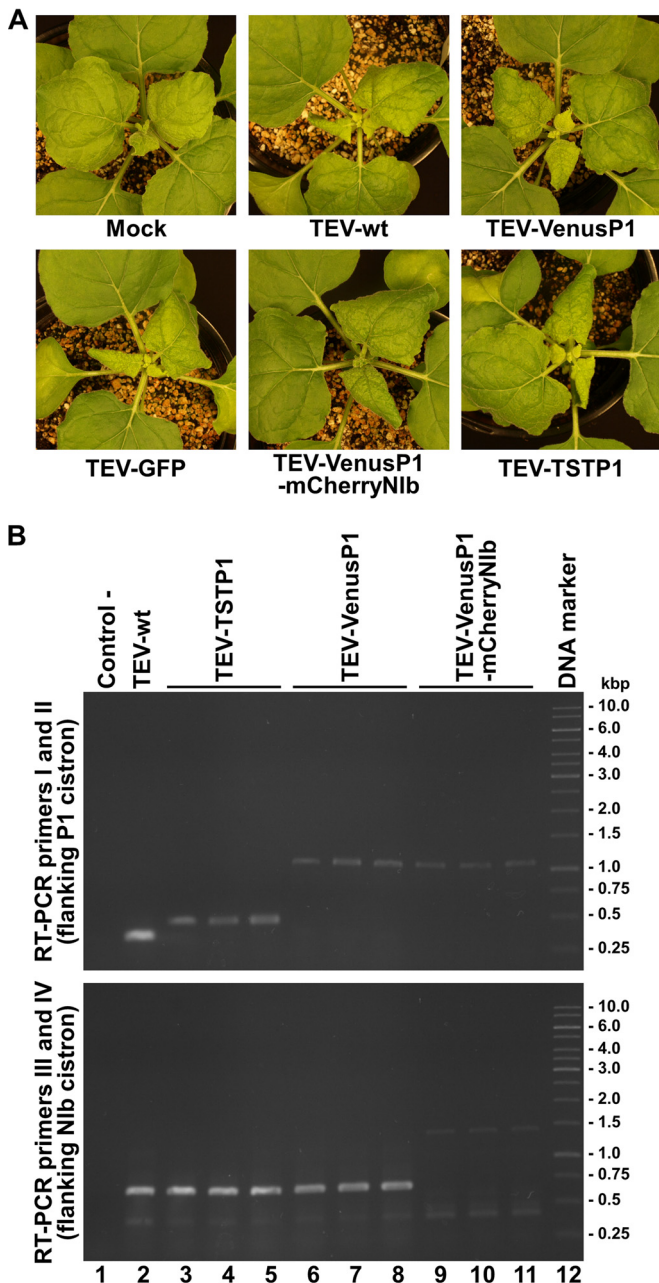 A
Mock
TEV-wt
TEV-VenusP1
TEV-GFP
TEV-VenusP1
-mCherryNIb
TEV-TSTP1
B
Control -
TEV-wt
TEV-TSTP1
TEV-VenusP1
TEV-VenusP1
-mCherryNIb
DNA marker
kbp
RT-PCR primers I and II
(flanking P1 cistron)
- 10.0
- 6.0
- 4.0
- 3.0
- 2.0
- 1.5
- 1.0
- 0.75
- 0.5
- 0.25
RT-PCR primers III and IV
(flanking NIb cistron)
- 10.0
- 6.0
- 4.0
- 3.0
- 2.0
- 1.5
- 1.0
- 0.75
- 0.5
- 0.25
1 2 3 4 5 6 7 8 9 10 11 12